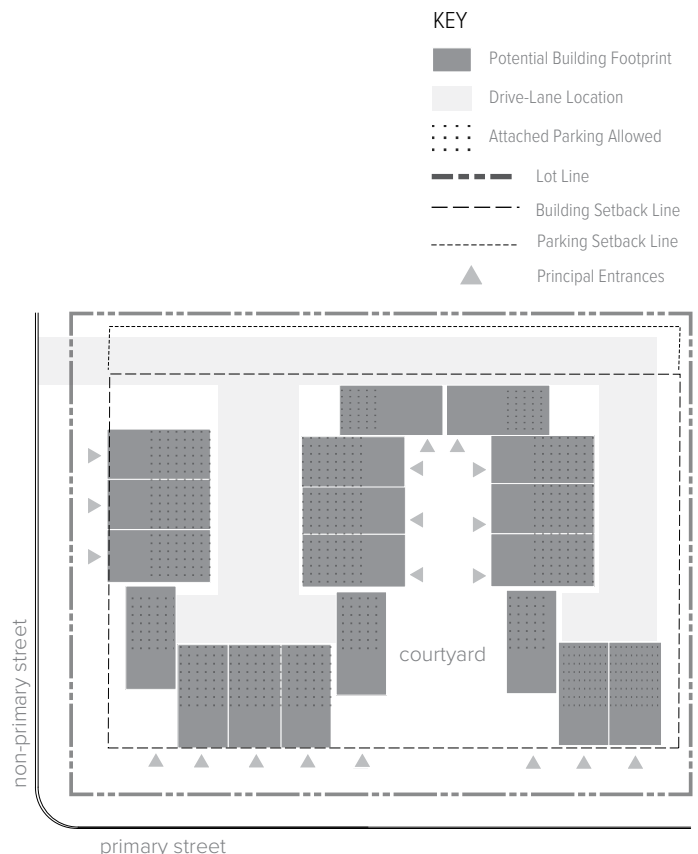 KEY
Potential Building Footprint
Drive-Lane Location
Attached Parking Allowed
Lot Line
Building Setback Line
Parking Setback Line
Principal Entrances
courtyard
non-primary street
primary street